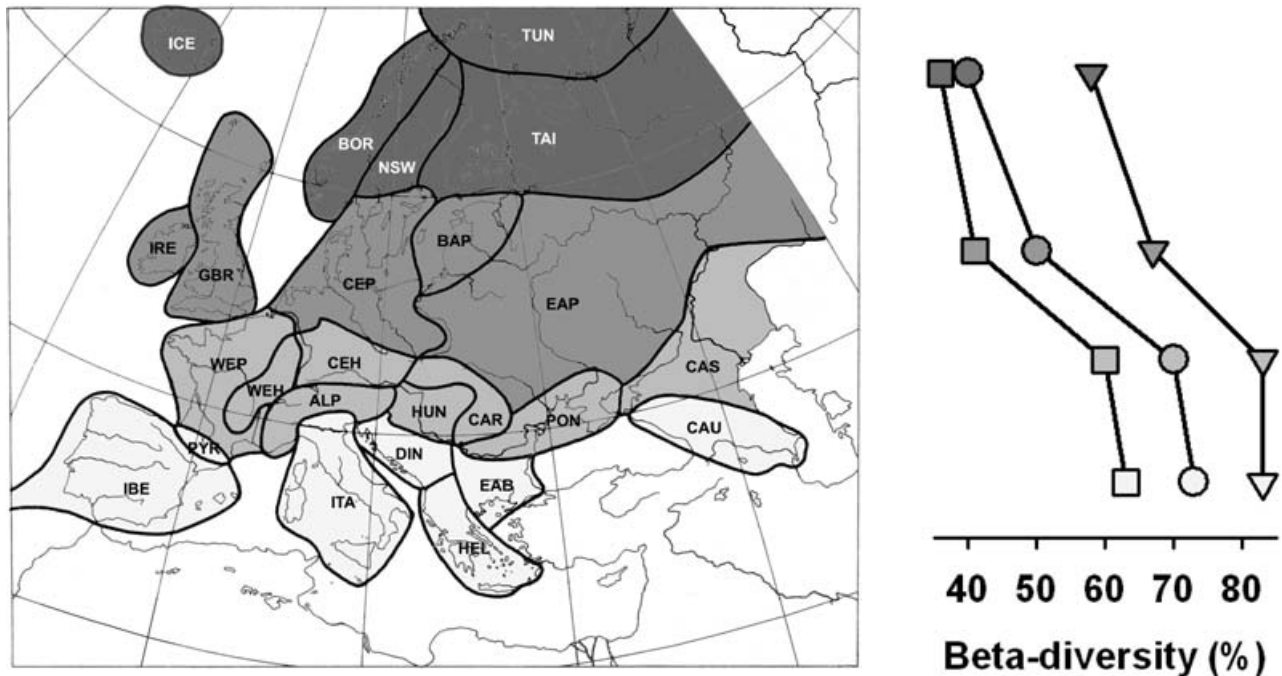 ICE
TUN
BOR
NSW
TAI
IRE
GBR
BAP
CEP
EAP
WEP
WEH
CEH
ALP
HUN
CAR
PON
CAS
CAU
PYR
IBE
ITA
DIN
EAB
HEL
40 50 60 70 80
Beta-diversity (%)